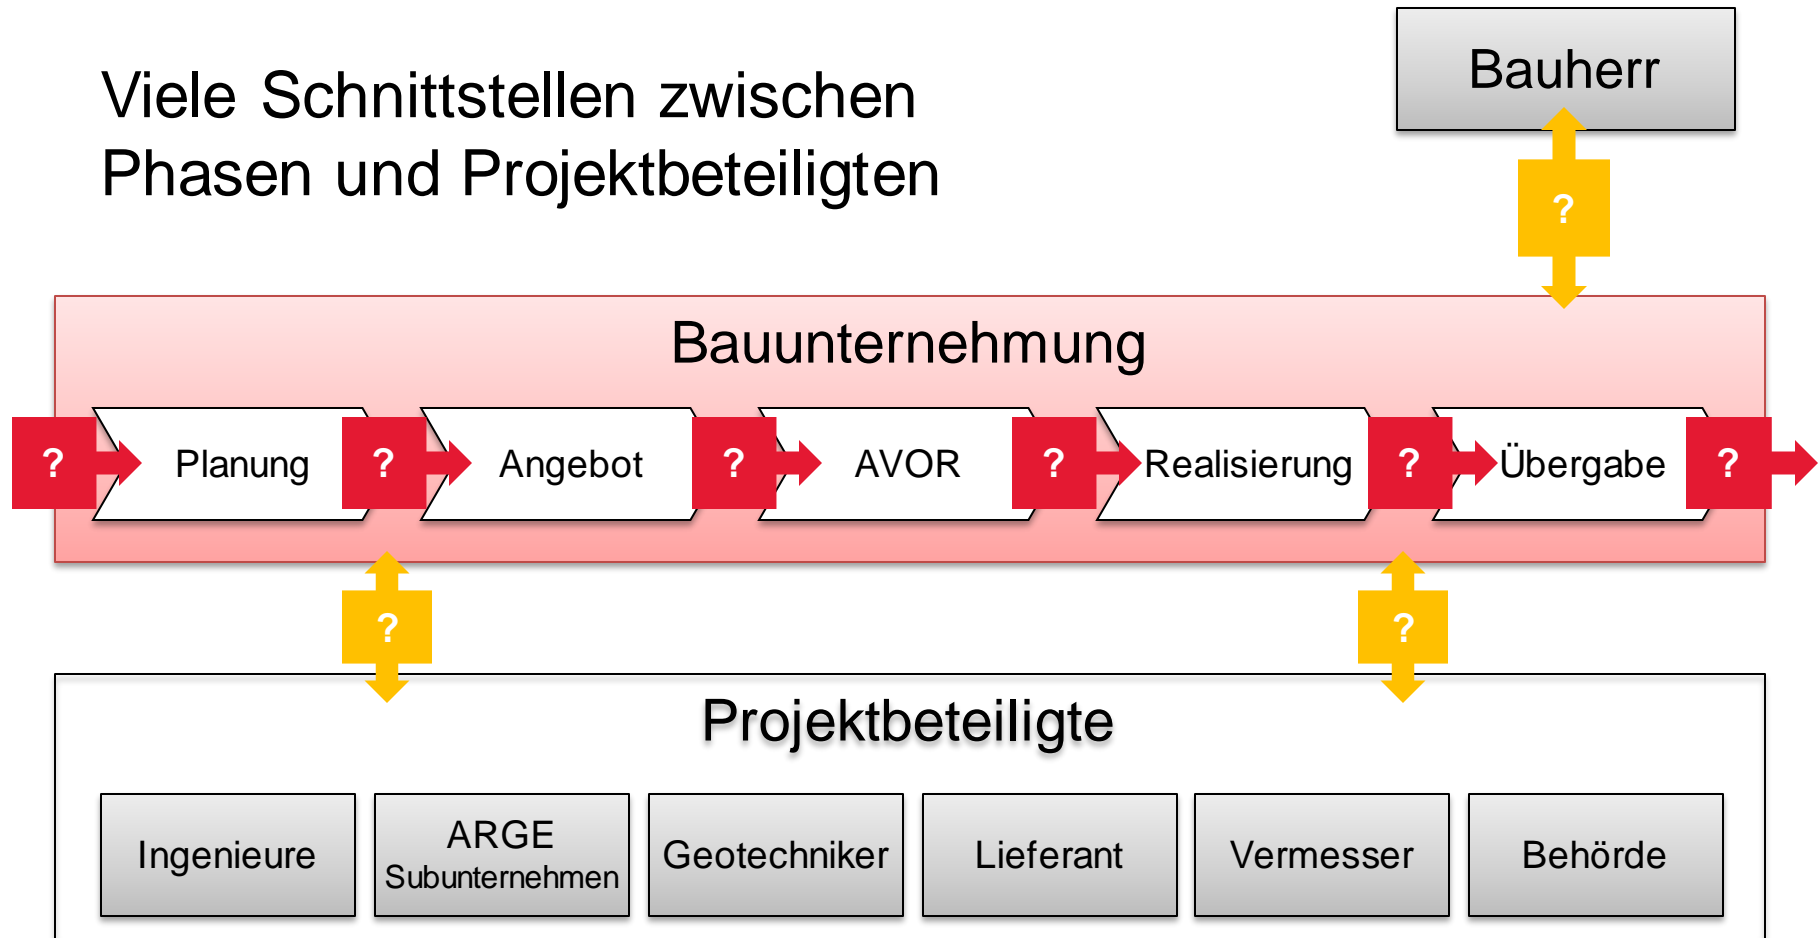 Bauherr
Viele Schnittstellen zwischen
Phasen und Projektbeteiligten
?
Bauunternehmung
? Planung ? Angebot ? AVOR ? Realisierung ? Übergabe ?
? ?
Projektbeteiligte
Ingenieure
ARGE
Subunternehmen
Geotechniker
Lieferant
Vermesser
Behörde